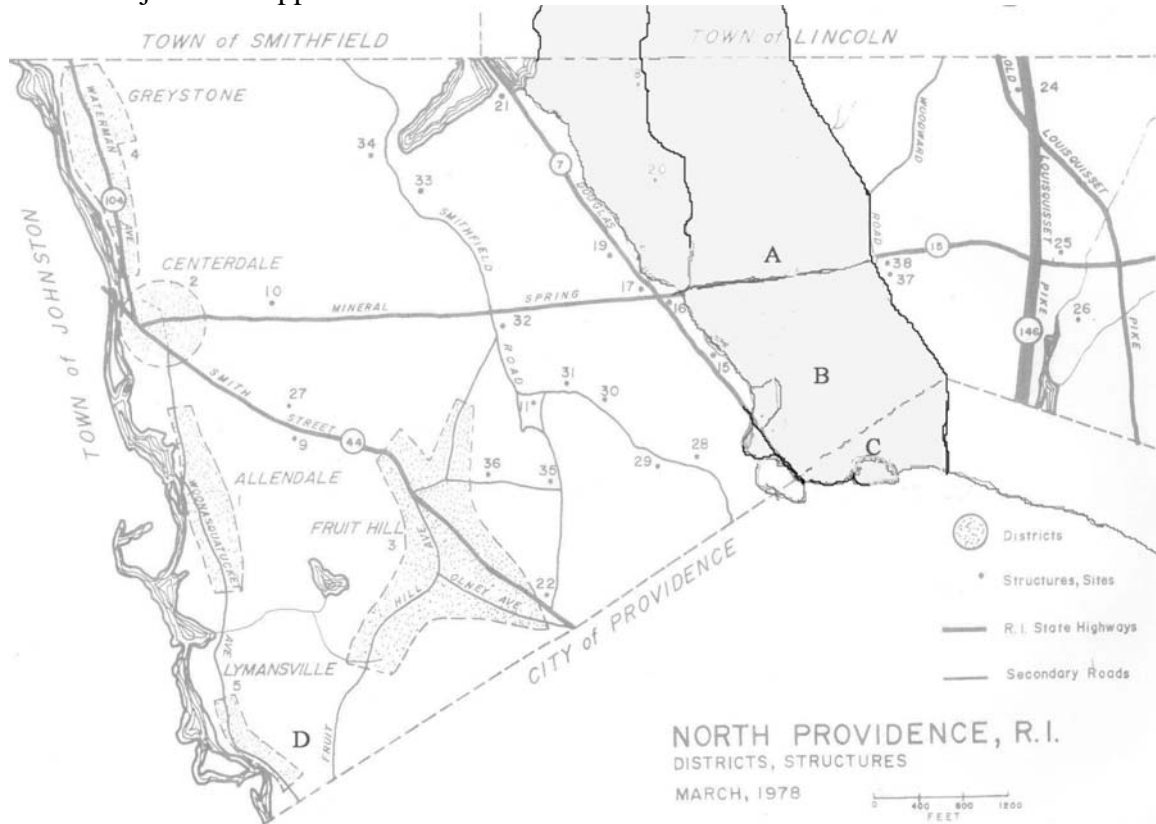 TOWN of SMITHFIELD
TOWN of LINCOLN
GREYSTONE
WATERMAN
AVE
4
104
TOWN of JOHNSTON
CENTERDALE
2
10
34
33
SMITHFIELD
ROAD
21
7
DOUGLAS
8
20
19
17
16
15
A
B
C
WOODWARD
ROAD
15
38
37
OLD
LOUISQUISSET
PIKE
24
LOUISQUISSET
PIKE
25
26
146
MINERAL
SPRING
32
31
30
11
SMITH
STREET
44
27
9
28
29
36
35
ALLENDALE
1
WOONASQUATUCKET
AVE
FRUIT HILL
3
AVE
HILL
FRUIT
OLNEY AVE
22
LYMANSVILLE
5
D
CITY of PROVIDENCE
Districts
Structures, Sites
R.I. State Highways
Secondary Roads
NORTH PROVIDENCE, R.I.
DISTRICTS, STRUCTURES
MARCH, 1978
0 400 800 1200
FEET